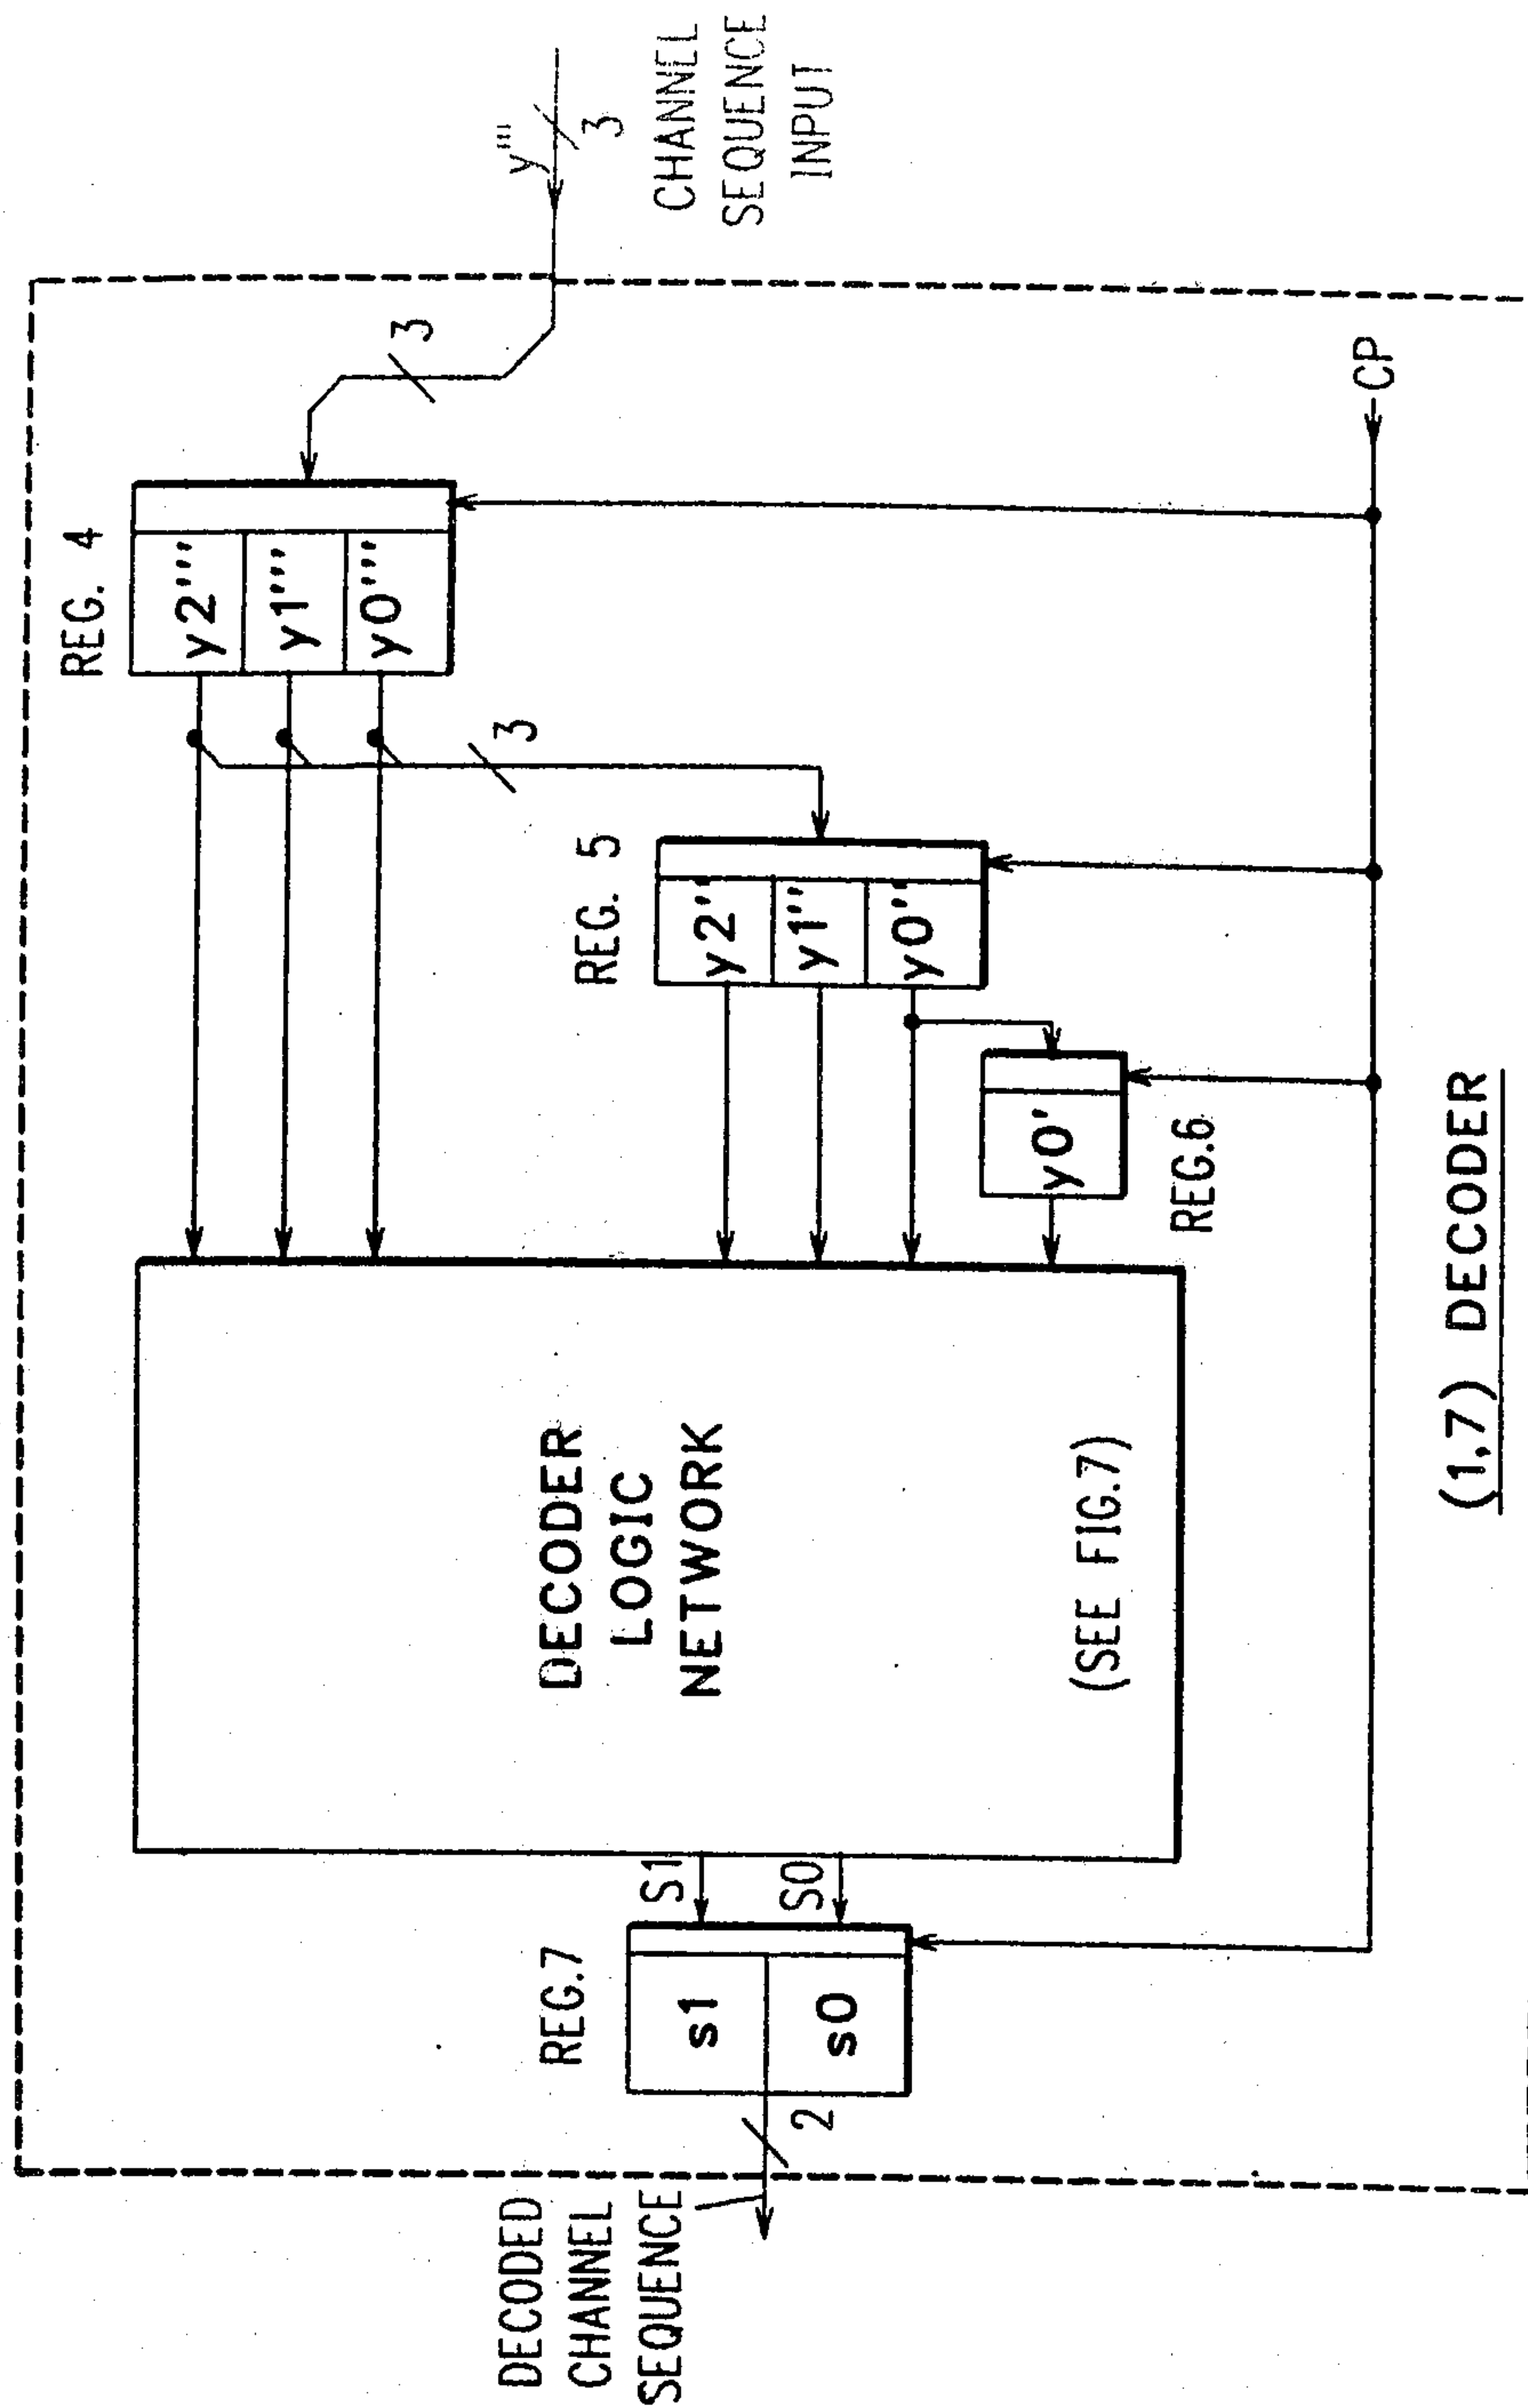 DECODED
CHANNEL
SEQUENCE
2
REG.7
s1
s0
S1
S0
DECODER
LOGIC
NETWORK
(SEE FIG.7)
REG. 4
y2'''
y1'''
y0'''
3
REG. 5
y2''
y1''
y0''
REG.6
y0'
3
y'''
3
CHANNEL
SEQUENCE
INPUT
CP
(1,7) DECODER